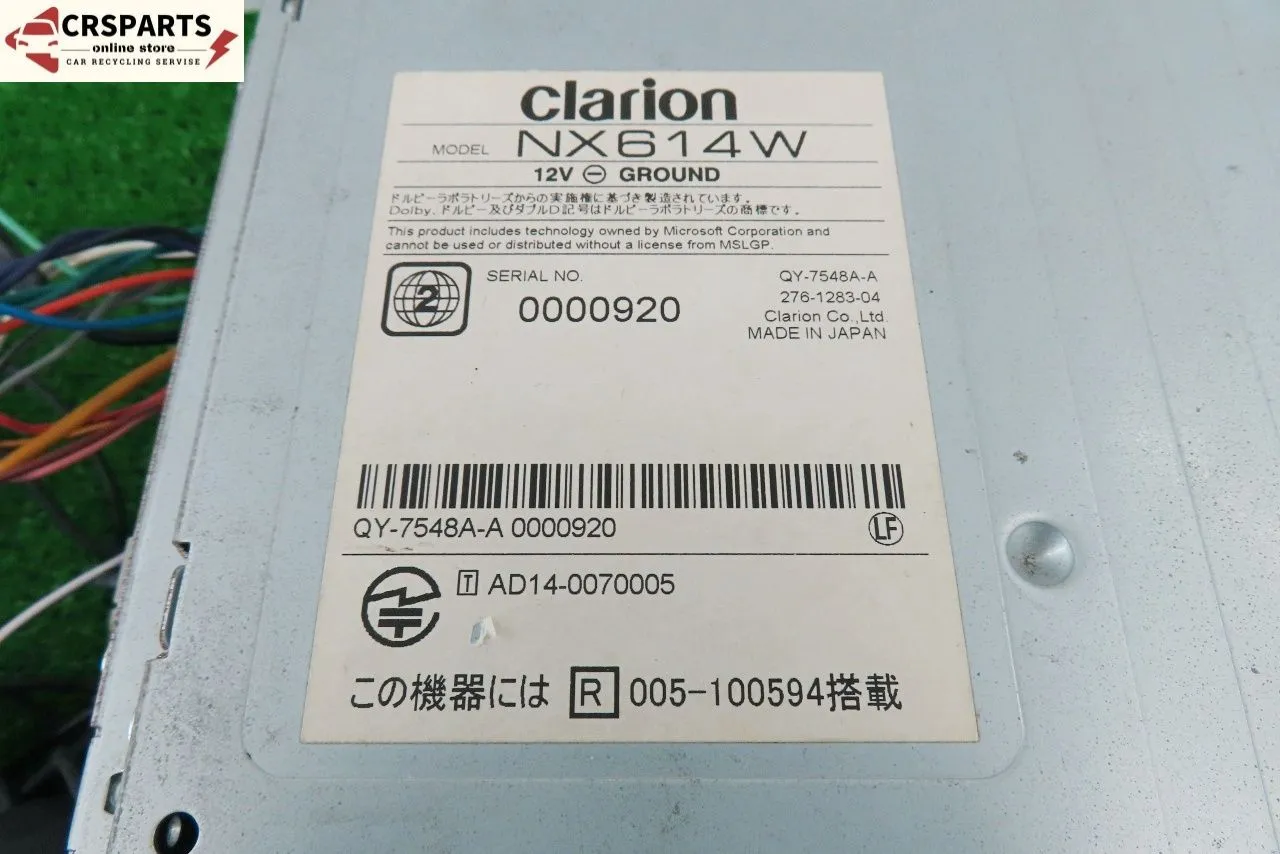 CRSPARTS
online store
CAR RECYCLING SERVISE
clarion
MODEL NX614W
12V ⊖ GROUND
ドルビーラボラトリーズからの実施権に基づき製造されています。
Dolby、ドルビー及びダブルD記号はドルビーラボラトリーズの商標です。
This product includes technology owned by Microsoft Corporation and
cannot be used or distributed without a license from MSLGP.
2
SERIAL NO.
0000920
QY-7548A-A
276-1283-04
Clarion Co.,Ltd.
MADE IN JAPAN
QY-7548A-A 0000920
LF
T AD14-0070005
この機器には R 005-100594搭載